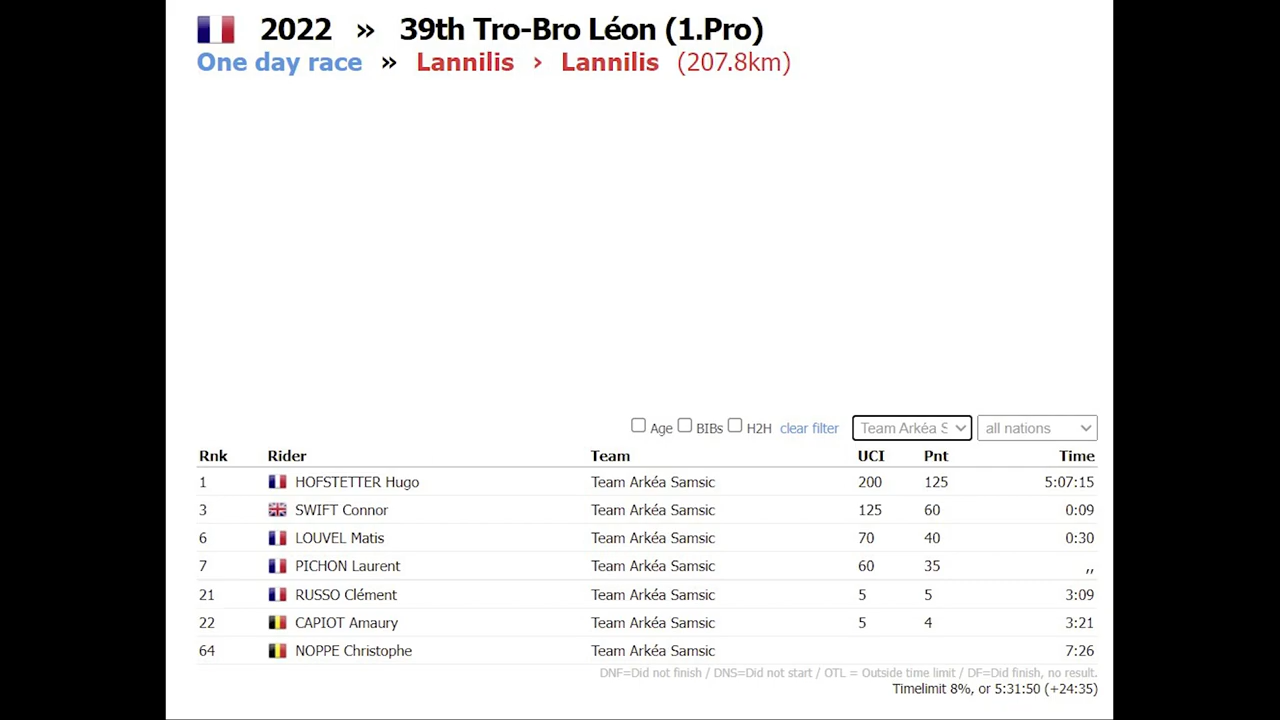 2022 » 39th Tro-Bro Léon (1.Pro)
One day race » Lannilis › Lannilis (207.8km)
Age BIBs H2H clear filter Team Arkéa S all nations
Rnk Rider Team UCI Pnt Time
1 HOFSTETTER Hugo Team Arkéa Samsic 200 125 5:07:15
3 SWIFT Connor Team Arkéa Samsic 125 60 0:09
6 LOUVEL Matis Team Arkéa Samsic 70 40 0:30
7 PICHON Laurent Team Arkéa Samsic 60 35 ,,
21 RUSSO Clément Team Arkéa Samsic 5 5 3:09
22 CAPIOT Amaury Team Arkéa Samsic 5 4 3:21
64 NOPPE Christophe Team Arkéa Samsic 7:26
DNF=Did not finish / DNS=Did not start / OTL = Outside time limit / DF=Did finish, no result.
Timelimit 8%, or 5:31:50 (+24:35)